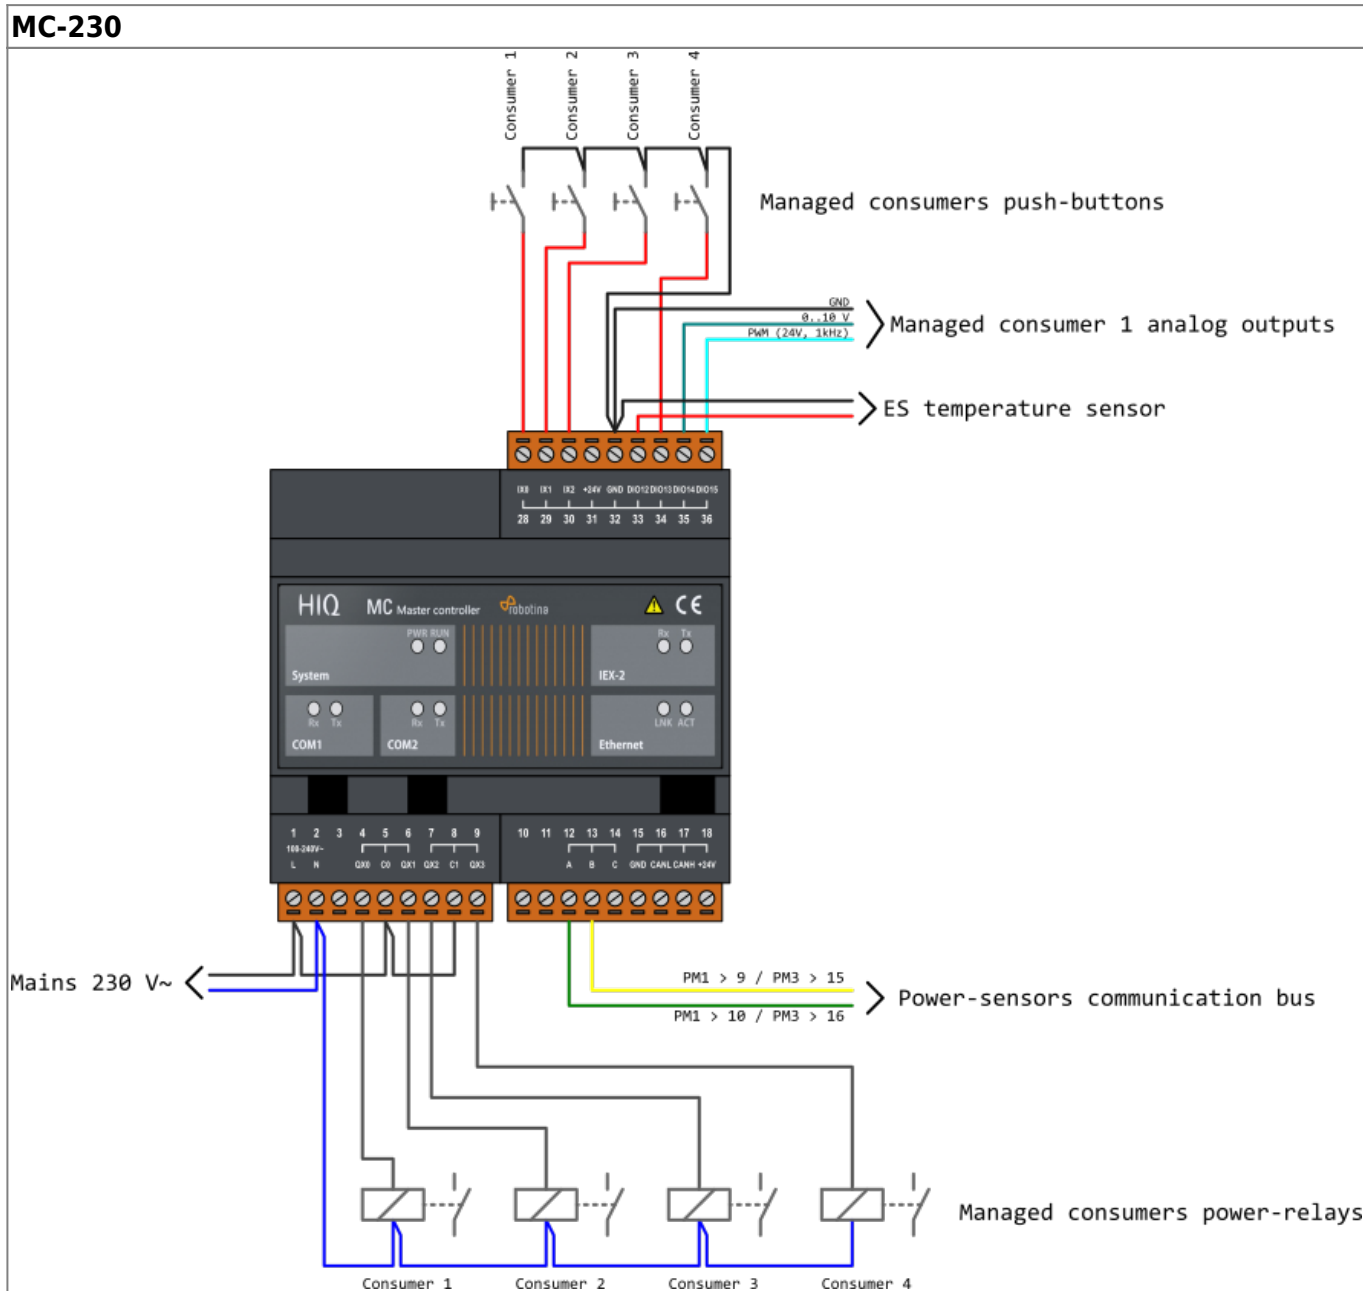 MC-230
Consumer 1
Consumer 2
Consumer 3
Consumer 4
Managed consumers push-buttons
GND
0..10 V
PWM (24V, 1kHz)
Managed consumer 1 analog outputs
ES temperature sensor
IX0 IX1 IX2 +24V GND DIO12 DIO13 DIO14 DIO15
28 29 30 31 32 33 34 35 36
HIQ MC Master controller robotina CE
PWR RUN
Rx Tx
System
IEX-2
Rx Tx
Rx Tx
LNK ACT
COM1
COM2
Ethernet
1 2 3 4 5 6 7 8 9
10 11 12 13 14 15 16 17 18
100-240V~
L N QX0 C0 QX1 QX2 C1 QX3
A B C GND CANL CANH +24V
Mains 230 V~
PM1 > 9 / PM3 > 15
PM1 > 10 / PM3 > 16
Power-sensors communication bus
Managed consumers power-relays
Consumer 1
Consumer 2
Consumer 3
Consumer 4